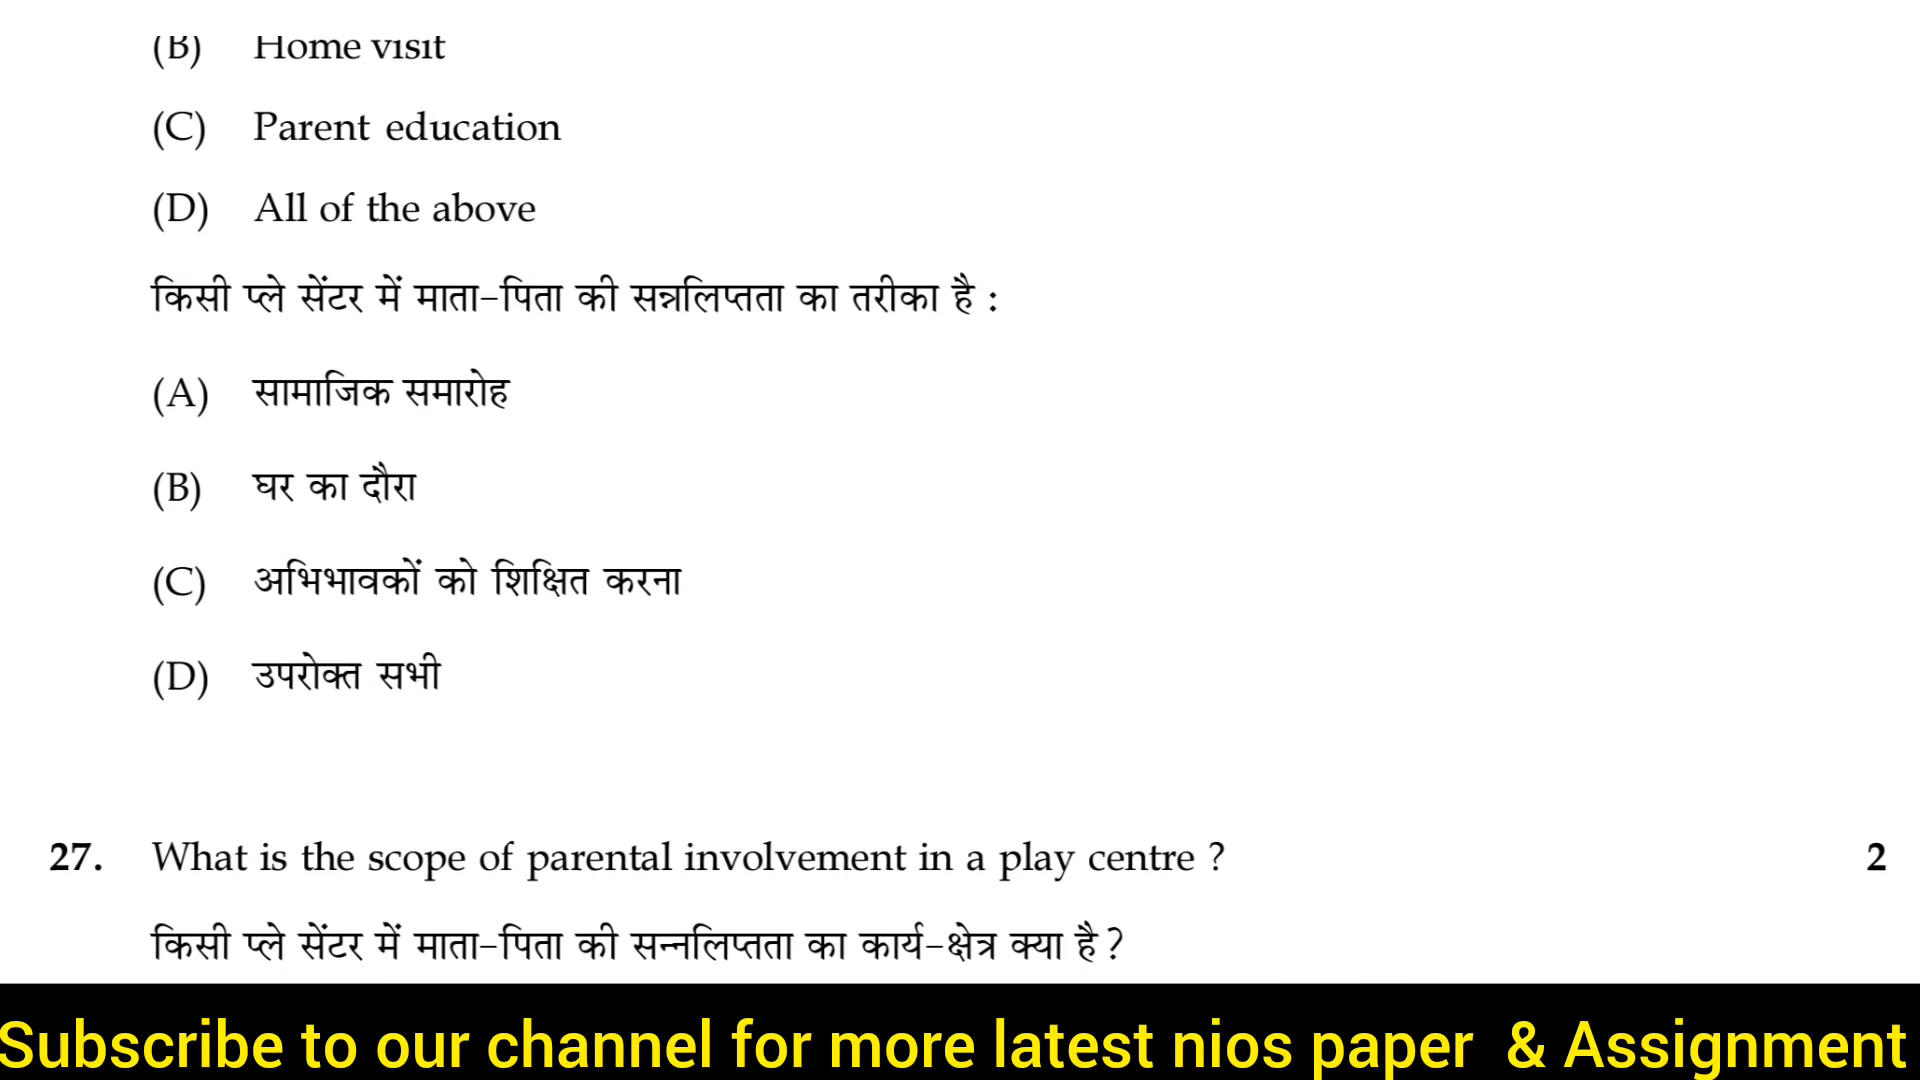 (B) Home visit
(C) Parent education
(D) All of the above
किसी प्ले सेंटर में माता-पिता की सन्नलिप्तता का तरीका है :
(A) सामाजिक समारोह
(B) घर का दौरा
(C) अभिभावकों को शिक्षित करना
(D) उपरोक्त सभी
27. What is the scope of parental involvement in a play centre ? 2
किसी प्ले सेंटर में माता-पिता की सन्नलिप्तता का कार्य-क्षेत्र क्या है ?
Subscribe to our channel for more latest nios paper & Assignment